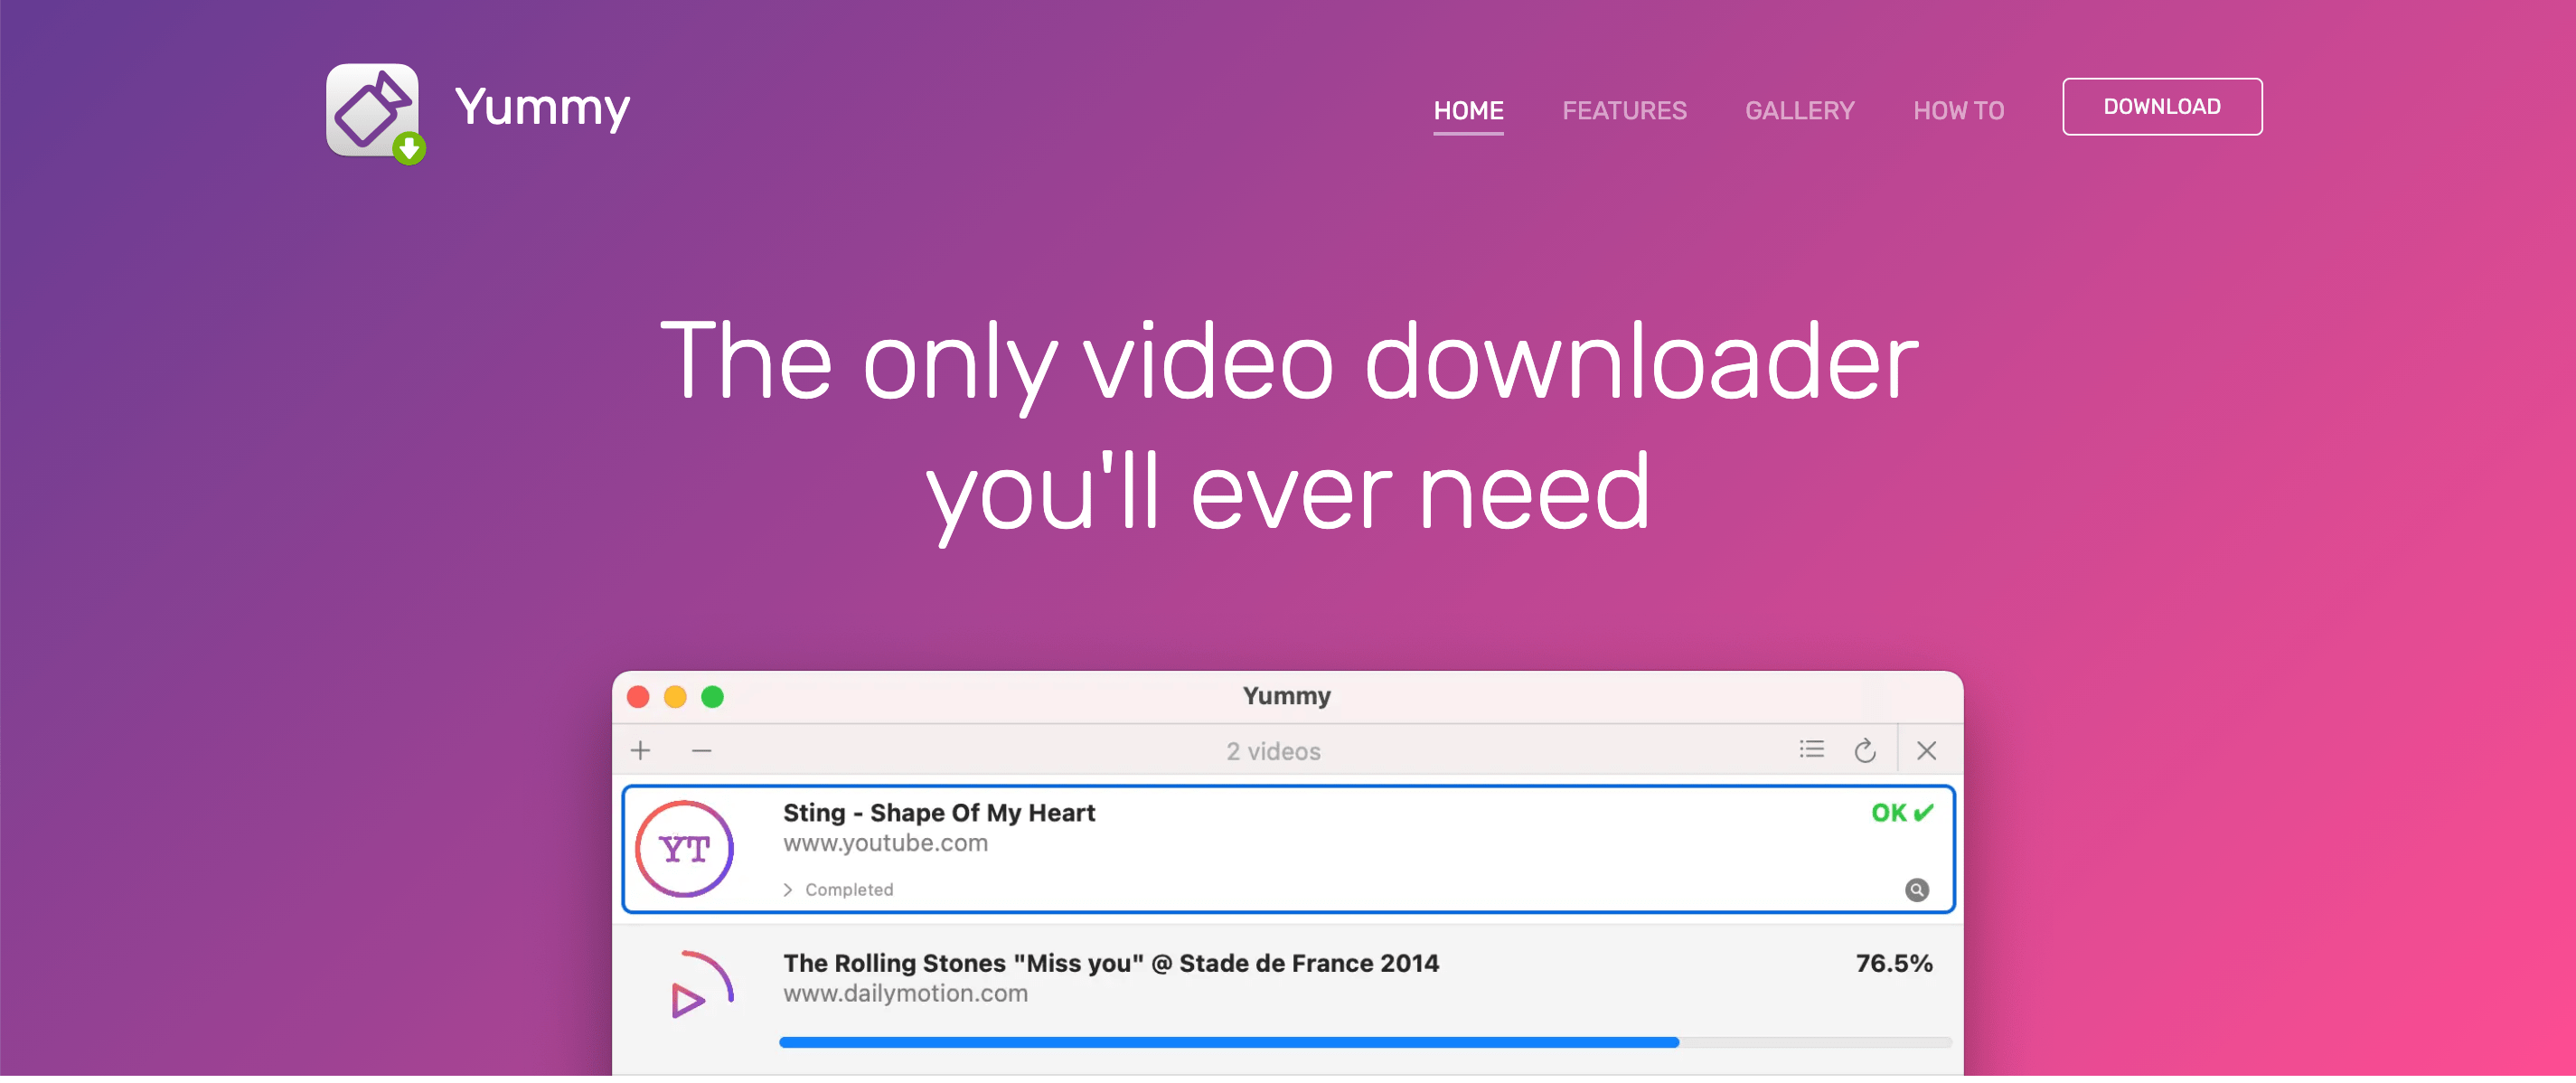 Yummy
HOME FEATURES GALLERY HOW TO DOWNLOAD
The only video downloader
you'll ever need
Yummy
2 videos
Sting - Shape Of My Heart OK ✔
www.youtube.com
YT
Completed
The Rolling Stones "Miss you" @ Stade de France 2014 76.5%
www.dailymotion.com